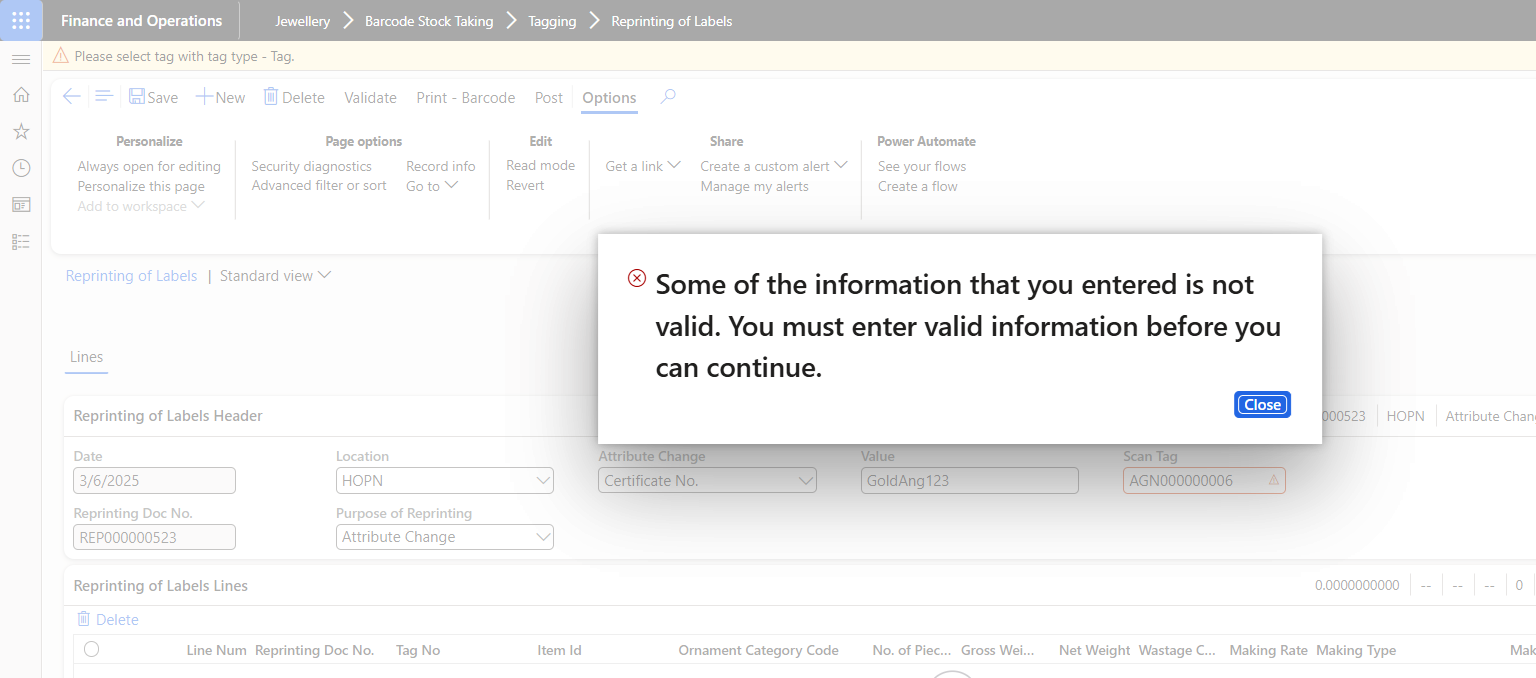 Finance and Operations
Jewellery
Barcode Stock Taking
Tagging
Reprinting of Labels
Please select tag with tag type - Tag.
Save
New
Delete
Validate
Print - Barcode
Post
Options
Personalize
Always open for editing
Personalize this page
Add to workspace
Page options
Security diagnostics
Advanced filter or sort
Record info
Go to
Edit
Read mode
Revert
Share
Get a link
Create a custom alert
Manage my alerts
Power Automate
See your flows
Create a flow
Reprinting of Labels | Standard view
Some of the information that you entered is not
valid. You must enter valid information before you
can continue.
Close
Lines
Reprinting of Labels Header
HOPN
Date
3/6/2025
Location
HOPN
Attribute Change
Certificate No.
Value
GoldAng123
Scan Tag
AGN000000006
Reprinting Doc No.
REP000000523
Purpose of Reprinting
Attribute Change
Reprinting of Labels Lines
0.0000000000 -- -- -- 0
Delete
Line Num Reprinting Doc No. Tag No Item Id Ornament Category Code No. of Piec... Gross Wei... Net Weight Wastage C... Making Rate Making Type